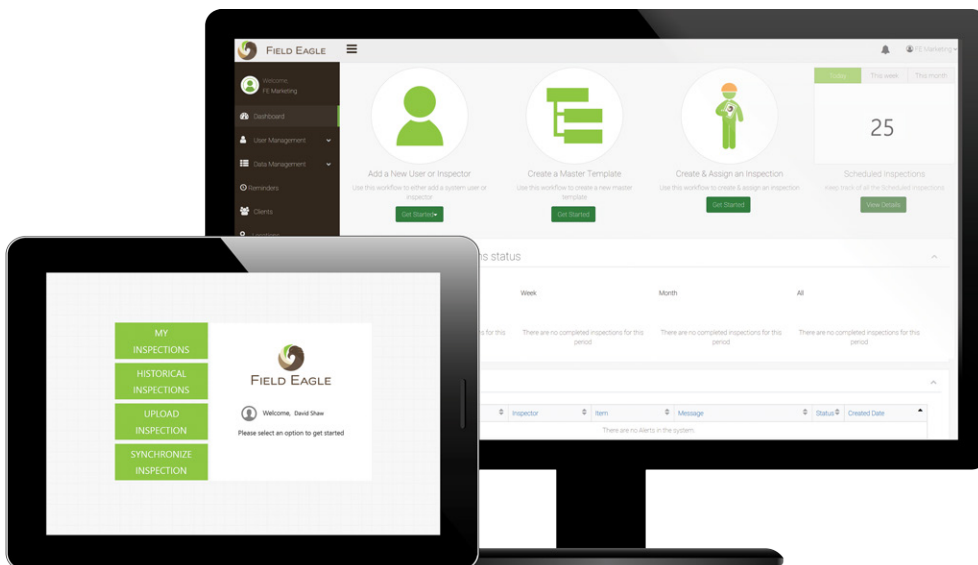 FIELD EAGLE
FE Marketing
Welcome,
FE Marketing
Today
This week
This month
Dashboard
User Management
Data Management
Reminders
Clients
25
Add a New User or Inspector
Use this workflow to either add a system user or
inspector
Get Started
Create a Master Template
Use this workflow to create a new master
template
Get Started
Create & Assign an Inspection
Use this workflow to create & assign an inspection
Get Started
Scheduled Inspections
Keep track of all the Scheduled Inspections
View Details
status
Week
Month
All
for this
There are no completed inspections for this
period
There are no completed inspections for this
period
There are no completed inspections for this
period
Inspector
Item
Message
Status
Created Date
There are no Alerts in the system.
MY
INSPECTIONS
HISTORICAL
INSPECTIONS
UPLOAD
INSPECTION
SYNCHRONIZE
INSPECTION
FIELD EAGLE
Welcome, David Shaw
Please select an option to get started